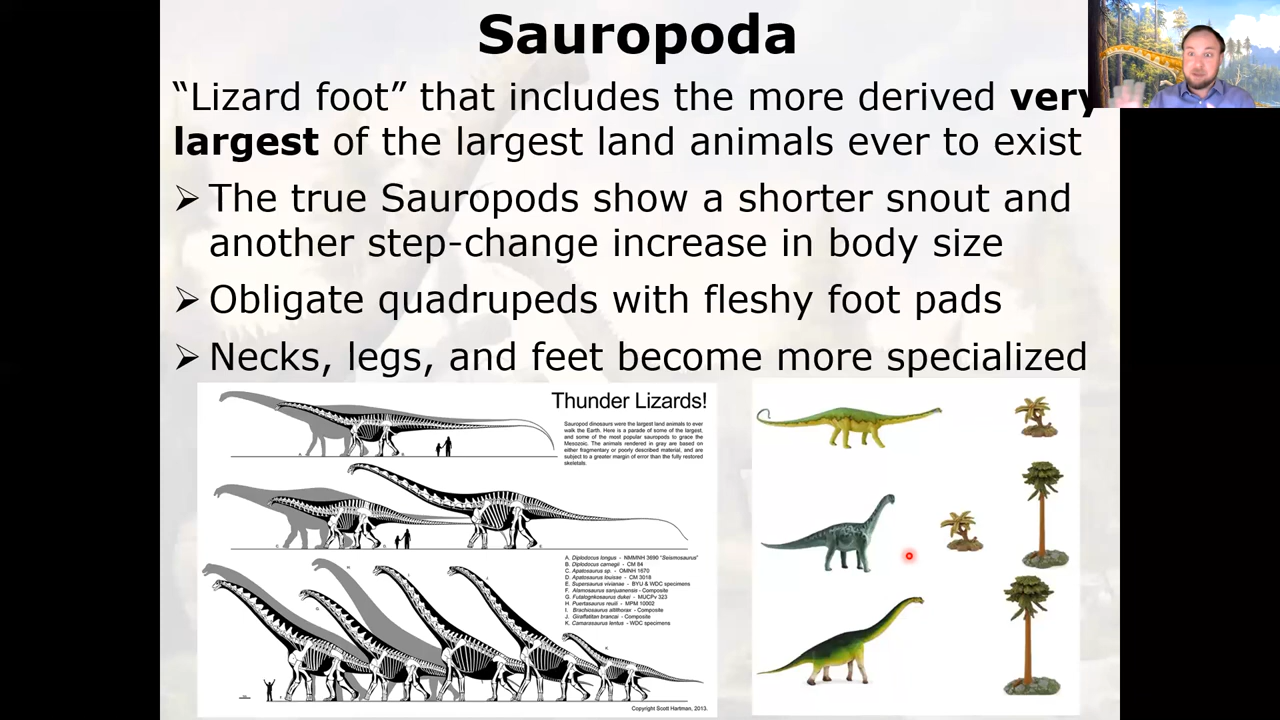 Sauropoda
“Lizard foot” that includes the more derived very
largest of the largest land animals ever to exist
The true Sauropods show a shorter snout and
another step-change increase in body size
Obligate quadrupeds with fleshy foot pads
Necks, legs, and feet become more specialized
Thunder Lizards!
Sauropod dinosaurs were the largest land animals to ever
walk the Earth. Here is a parade of some of the largest,
and some of the most popular sauropods to grace the
Mesozoic. The animals rendered in gray are based on
either fragmentary or poorly described material, and are
subject to a greater margin of error than the fully restored
skeletals.
A. Diplodocus longus - NMMNH 3690 "Seismosaurus"
B. Diplodocus carnegii - CM 84
C. Apatosaurus sp. - OMNH 1670
D. Apatosaurus louisae - CM 3018
E. Supersaurus vivianae - BYU & WDC specimens
F. Alamosaurus sanjuanensis - Composite
G. Futalognkosaurus dukei - MUCPv 323
H. Puertasaurus reuili - MPM 10002
I. Brachiosaurus altithorax - Composite
J. Giraffatitan brancai - Composite
K. Camarasaurus lentus - WDC specimens
Copyright Scott Hartman, 2013.